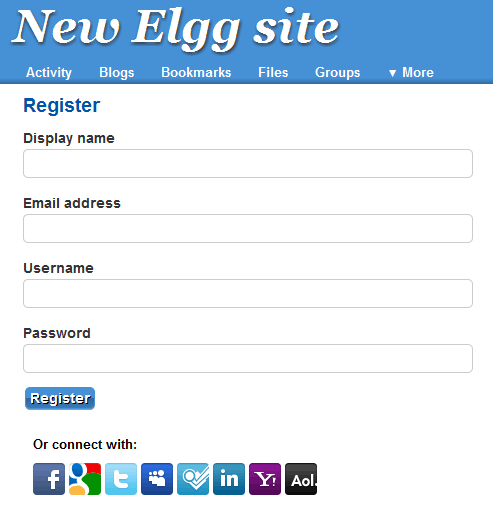 New Elgg site
Activity Blogs Bookmarks Files Groups ▼ More
Register
Display name
Email address
Username
Password
Register
Or connect with:
f t in Y! Aol.